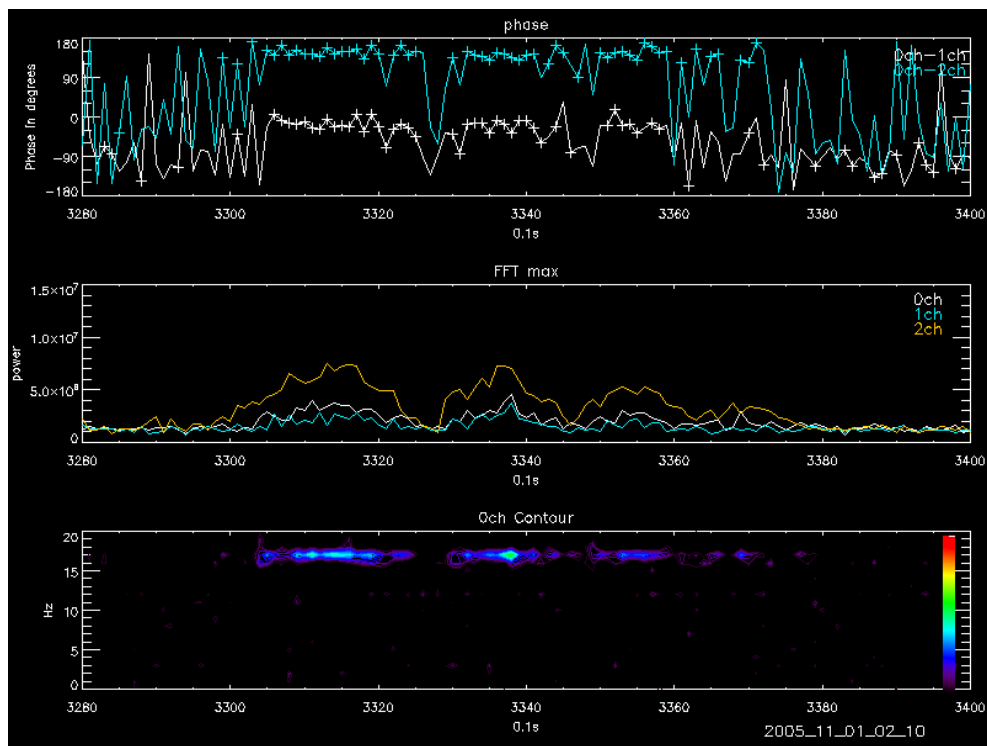 phase
180
90
0
-90
-180
Phase in degrees
0ch-1ch
0ch-2ch
3280 3300 3320 3340 3360 3380 3400
0.1s
FFT max
1.5×10⁷
1.0×10⁷
5.0×10⁶
0
power
0ch
1ch
2ch
3280 3300 3320 3340 3360 3380 3400
0.1s
0ch Contour
20
15
10
5
0
Hz
3280 3300 3320 3340 3360 3380 3400
0.1s
2005_11_01_02_10